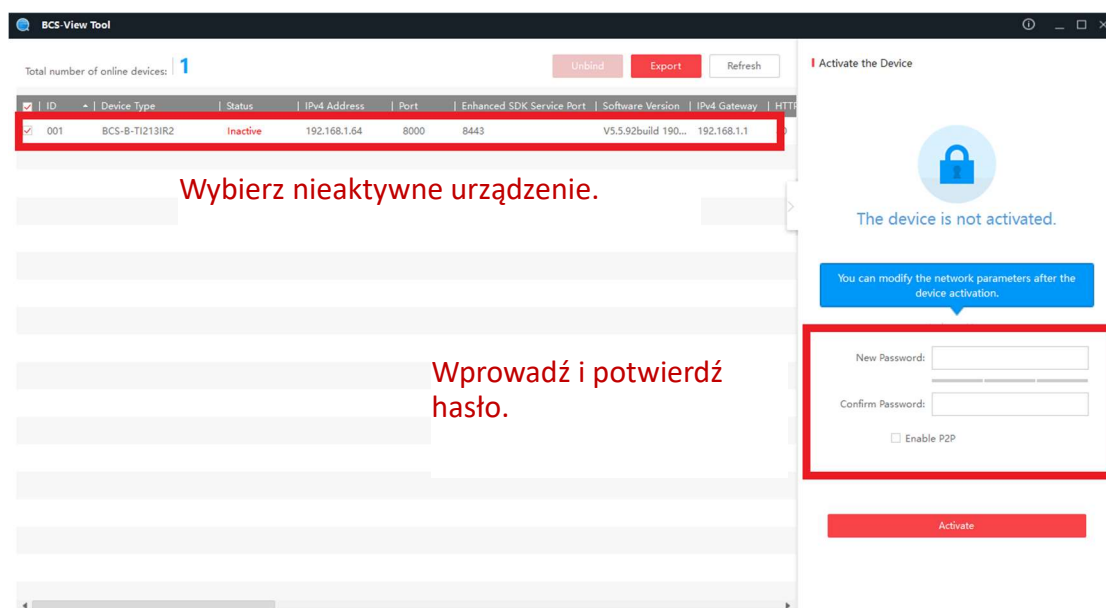 BCS-View Tool
Total number of online devices: 1
Unbind
Export
Refresh
Activate the Device
ID Device Type Status IPv4 Address Port Enhanced SDK Service Port Software Version IPv4 Gateway HTTP
001 BCS-B-TI213IR2 Inactive 192.168.1.64 8000 8443 V5.5.92build 190... 192.168.1.1
Wybierz nieaktywne urządzenie.
The device is not activated.
You can modify the network parameters after the
device activation.
Wprowadź i potwierdź
hasło.
New Password:
Confirm Password:
Enable P2P
Activate